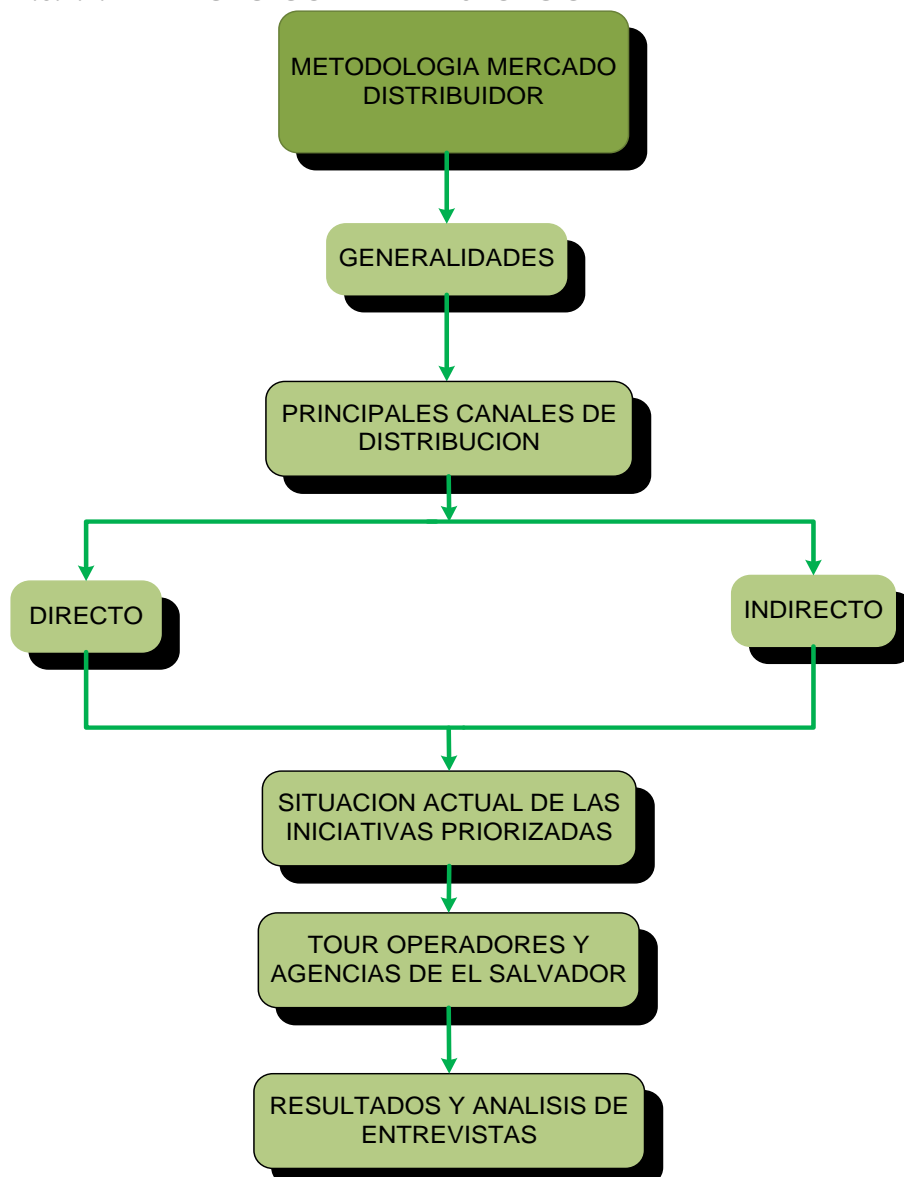 METODOLOGIA MERCADO
DISTRIBUIDOR
GENERALIDADES
PRINCIPALES CANALES DE
DISTRIBUCION
DIRECTO
INDIRECTO
SITUACION ACTUAL DE LAS
INICIATIVAS PRIORIZADAS
TOUR OPERADORES Y
AGENCIAS DE EL SALVADOR
RESULTADOS Y ANALISIS DE
ENTREVISTAS